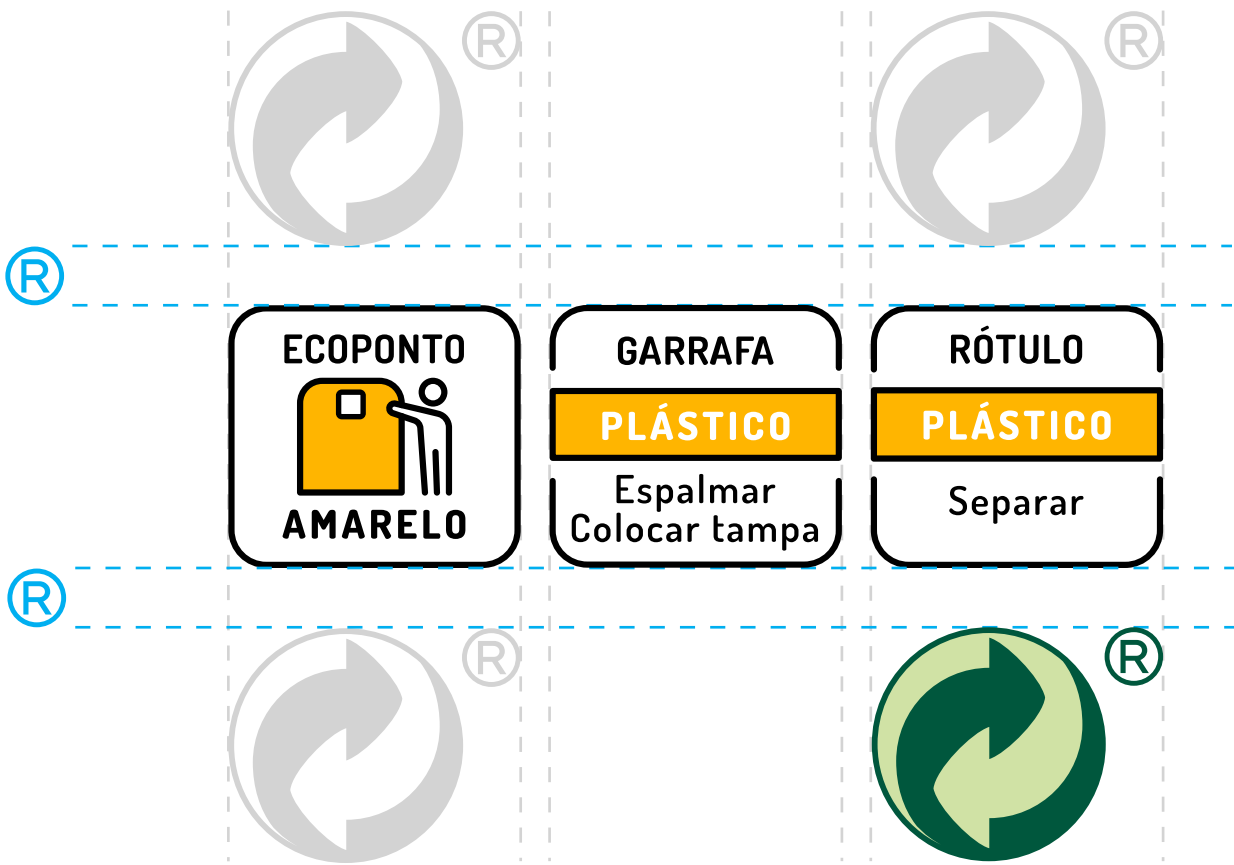 ®
®
®
ECOPONTO
AMARELO
GARRAFA
PLÁSTICO
Espalmar
Colocar tampa
RÓTULO
PLÁSTICO
Separar
®
®
®